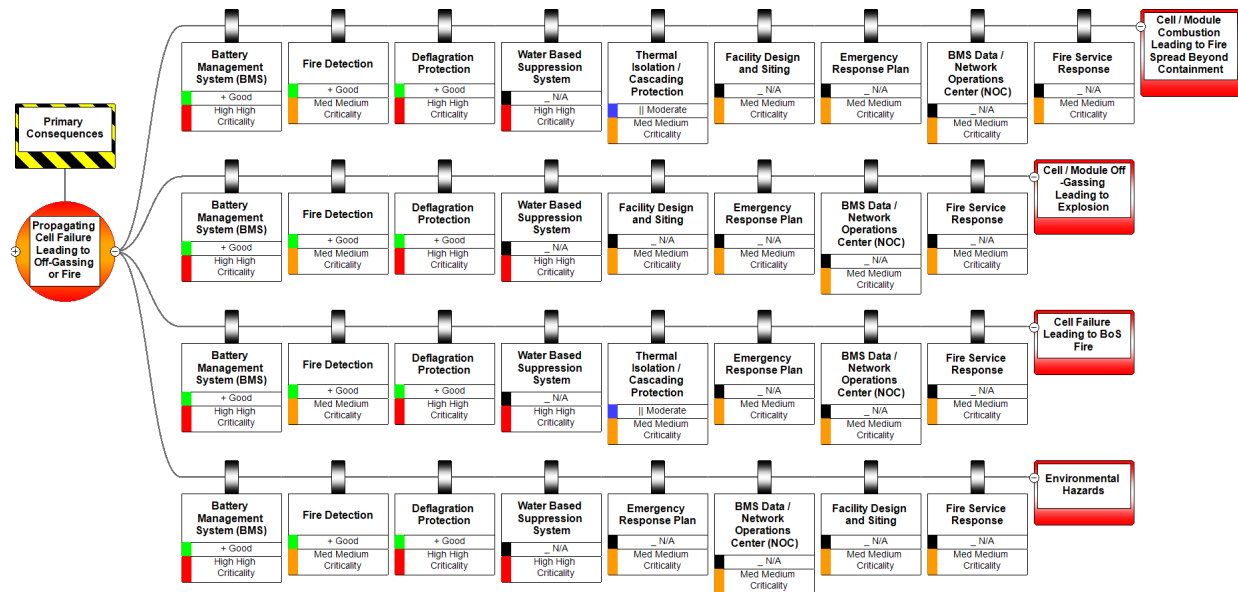 Primary
Consequences
Propagating
Cell Failure
Leading to
Off-Gassing
or Fire
Battery
Management
System (BMS)
+ Good
High High
Criticality
Fire Detection
+ Good
Med Medium
Criticality
Deflagration
Protection
+ Good
High High
Criticality
Water Based
Suppression
System
_ N/A
High High
Criticality
Thermal
Isolation /
Cascading
Protection
|| Moderate
Med Medium
Criticality
Facility Design
and Siting
_ N/A
Med Medium
Criticality
Emergency
Response Plan
_ N/A
Med Medium
Criticality
BMS Data /
Network
Operations
Center (NOC)
_ N/A
Med Medium
Criticality
Fire Service
Response
_ N/A
Med Medium
Criticality
Cell / Module
Combustion
Leading to Fire
Spread Beyond
Containment
Battery
Management
System (BMS)
+ Good
High High
Criticality
Fire Detection
+ Good
Med Medium
Criticality
Deflagration
Protection
+ Good
High High
Criticality
Water Based
Suppression
System
_ N/A
High High
Criticality
Facility Design
and Siting
_ N/A
Med Medium
Criticality
Emergency
Response Plan
_ N/A
Med Medium
Criticality
BMS Data /
Network
Operations
Center (NOC)
_ N/A
Med Medium
Criticality
Fire Service
Response
_ N/A
Med Medium
Criticality
Cell / Module Off
-Gassing
Leading to
Explosion
Battery
Management
System (BMS)
+ Good
High High
Criticality
Fire Detection
+ Good
Med Medium
Criticality
Deflagration
Protection
+ Good
High High
Criticality
Water Based
Suppression
System
_ N/A
High High
Criticality
Thermal
Isolation /
Cascading
Protection
|| Moderate
Med Medium
Criticality
Emergency
Response Plan
_ N/A
Med Medium
Criticality
BMS Data /
Network
Operations
Center (NOC)
_ N/A
Med Medium
Criticality
Fire Service
Response
_ N/A
Med Medium
Criticality
Cell Failure
Leading to BoS
Fire
Battery
Management
System (BMS)
+ Good
High High
Criticality
Fire Detection
+ Good
Med Medium
Criticality
Deflagration
Protection
+ Good
High High
Criticality
Water Based
Suppression
System
_ N/A
High High
Criticality
Emergency
Response Plan
_ N/A
Med Medium
Criticality
BMS Data /
Network
Operations
Center (NOC)
_ N/A
Med Medium
Criticality
Facility Design
and Siting
_ N/A
Med Medium
Criticality
Fire Service
Response
_ N/A
Med Medium
Criticality
Environmental
Hazards